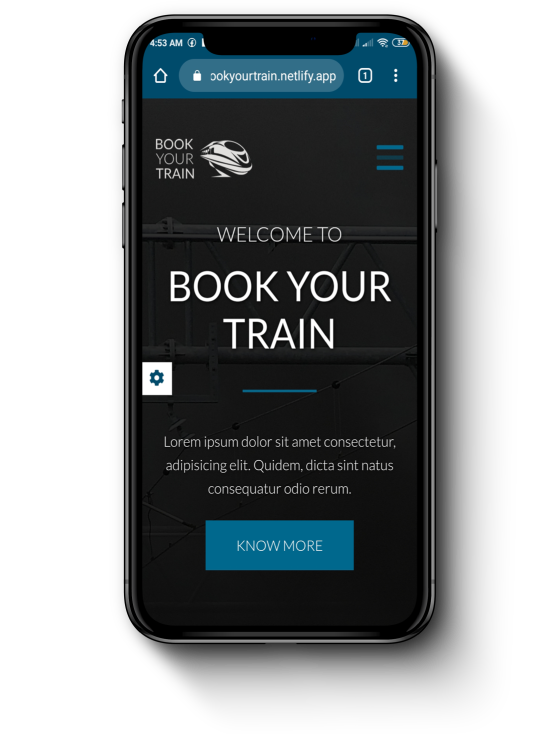 4:53 AM
37
ookyourtrain.netlify.app
1
BOOK
YOUR
TRAIN
WELCOME TO
BOOK YOUR
TRAIN
Lorem ipsum dolor sit amet consectetur,
adipisicing elit. Quidem, dicta sint natus
consequatur odio rerum.
KNOW MORE